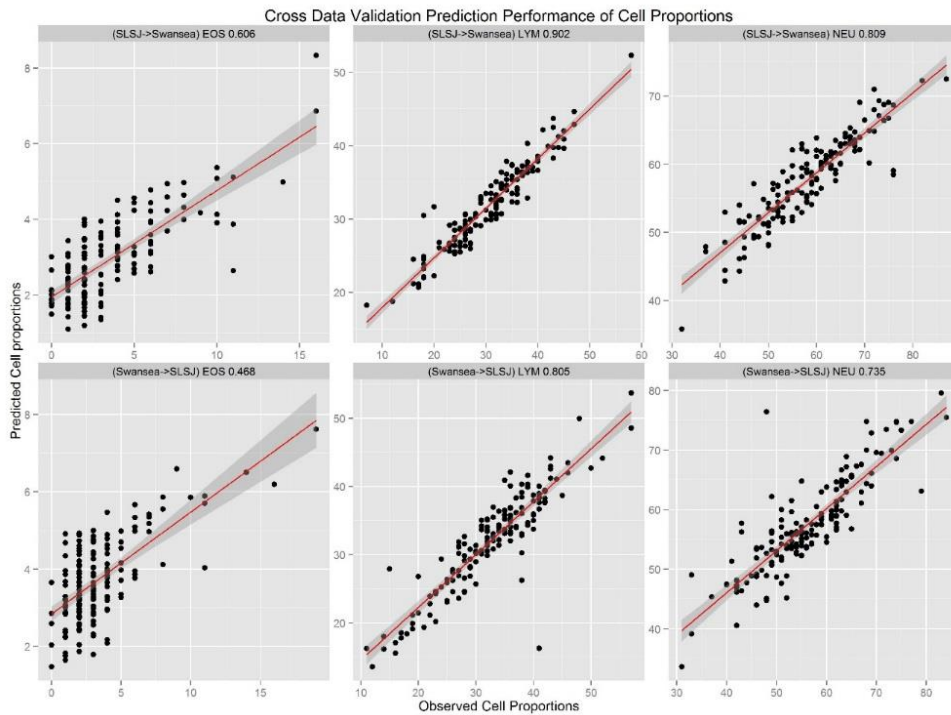 Cross Data Validation Prediction Performance of Cell Proportions
(SLSJ->Swansea) EOS 0.606
(SLSJ->Swansea) LYM 0.902
(SLSJ->Swansea) NEU 0.809
8
6
4
2
0 5 10 15
50
40
30
20
10 20 30 40 50 60
70
60
50
40
30 40 50 60 70 80
Predicted Cell proportions
(Swansea->SLSJ) EOS 0.468
(Swansea->SLSJ) LYM 0.805
(Swansea->SLSJ) NEU 0.735
8
6
4
2
0 5 10 15
50
40
30
20
10 20 30 40 50
80
70
60
50
40
30 40 50 60 70 80
Observed Cell Proportions